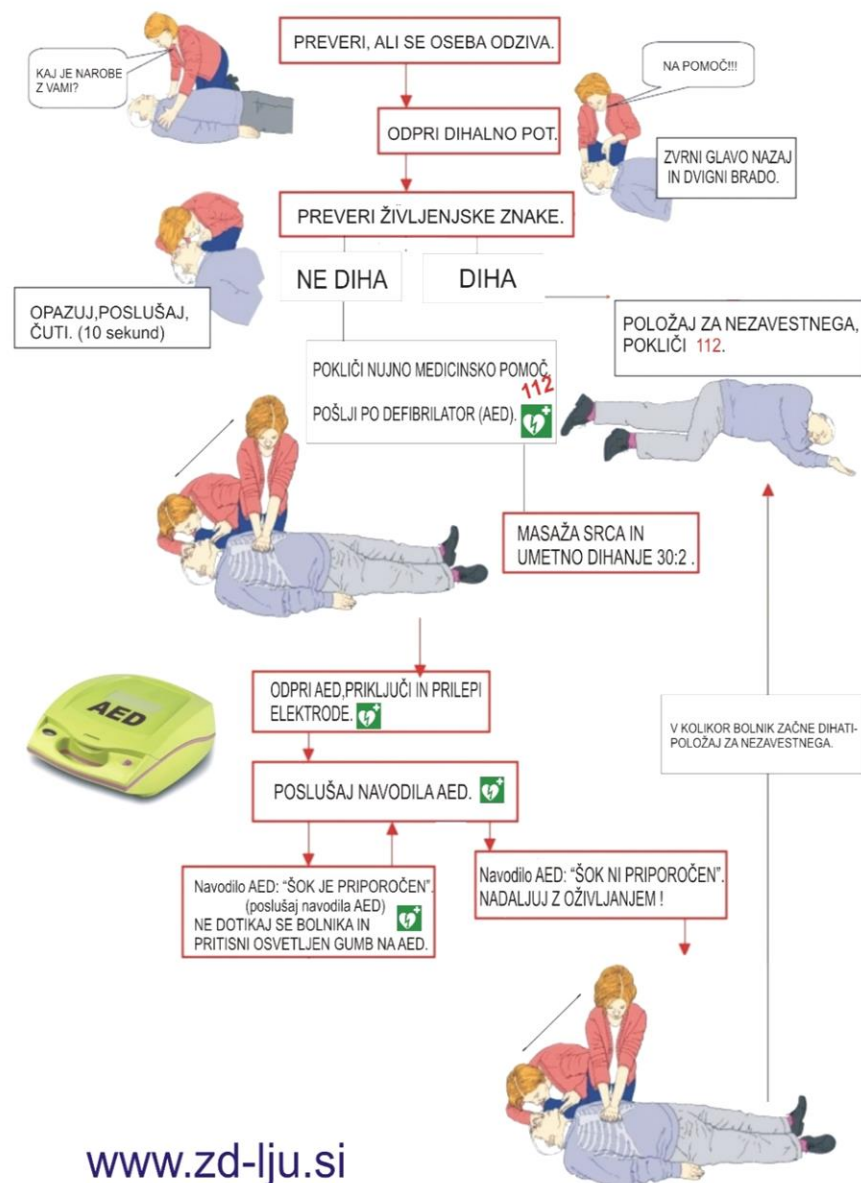 PREVERI, ALI SE OSEBA ODZIVA.
KAJ JE NAROBE
Z VAMI?
NA POMOČ!!!
ODPRI DIHALNO POT.
ZVRNI GLAVO NAZAJ
IN DVIGNI BRADO.
PREVERI ŽIVLJENJSKE ZNAKE.
NE DIHA
DIHA
OPAZUJ,POSLUŠAJ,
ČUTI. (10 sekund)
POLOŽAJ ZA NEZAVESTNEGA,
POKLIČI 112.
POKLIČI NUJNO MEDICINSKO POMOČ
112
POŠLJI PO DEFIBRILATOR (AED).
MASAŽA SRCA IN
UMETNO DIHANJE 30:2 .
ODPRI AED,PRIKLJUČI IN PRILEPI
ELEKTRODE.
AED
V KOLIKOR BOLNIK ZAČNE DIHATI-
POLOŽAJ ZA NEZAVESTNEGA.
POSLUŠAJ NAVODILA AED.
Navodilo AED: “ŠOK JE PRIPOROČEN”.
(poslušaj navodila AED)
NE DOTIKAJ SE BOLNIKA IN
PRITISNI OSVETLJEN GUMB NA AED.
Navodilo AED: “ŠOK NI PRIPOROČEN”.
NADALJUJ Z OŽIVLJANJEM !
www.zd-lju.si